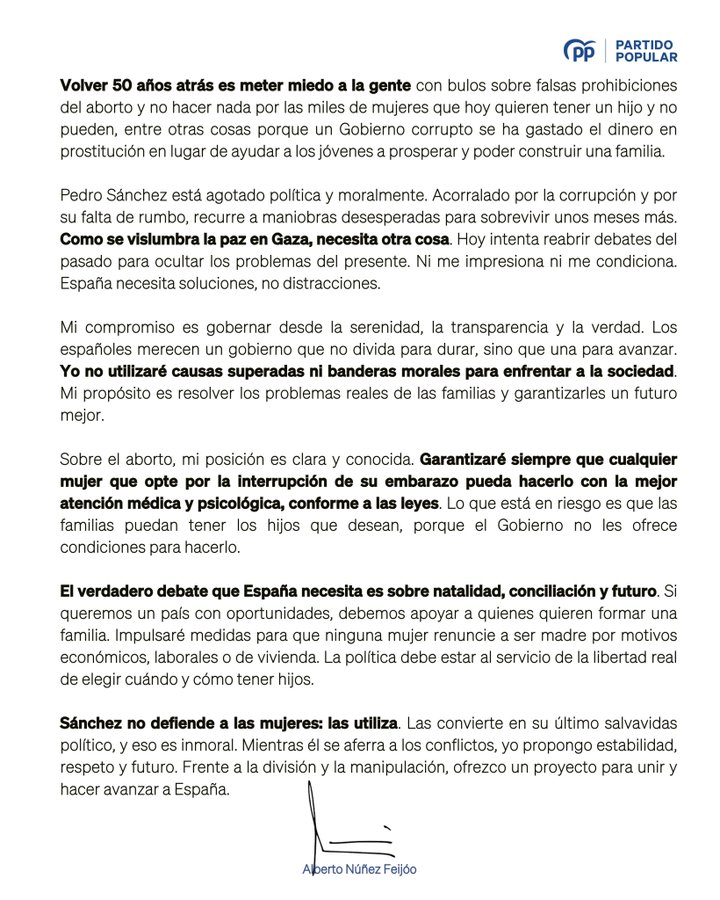 PARTIDO
POPULAR
Volver 50 años atrás es meter miedo a la gente con bulos sobre falsas prohibiciones
del aborto y no hacer nada por las miles de mujeres que hoy quieren tener un hijo y no
pueden, entre otras cosas porque un Gobierno corrupto se ha gastado el dinero en
prostitución en lugar de ayudar a los jóvenes a prosperar y poder construir una familia.
Pedro Sánchez está agotado política y moralmente. Acorralado por la corrupción y por
su falta de rumbo, recurre a maniobras desesperadas para sobrevivir unos meses más.
Como se vislumbra la paz en Gaza, necesita otra cosa. Hoy intenta reabrir debates del
pasado para ocultar los problemas del presente. Ni me impresiona ni me condiciona.
España necesita soluciones, no distracciones.
Mi compromiso es gobernar desde la serenidad, la transparencia y la verdad. Los
españoles merecen un gobierno que no divida para durar, sino que una para avanzar.
Yo no utilizaré causas superadas ni banderas morales para enfrentar a la sociedad.
Mi propósito es resolver los problemas reales de las familias y garantizarles un futuro
mejor.
Sobre el aborto, mi posición es clara y conocida. Garantizaré siempre que cualquier
mujer que opte por la interrupción de su embarazo pueda hacerlo con la mejor
atención médica y psicológica, conforme a las leyes. Lo que está en riesgo es que las
familias puedan tener los hijos que desean, porque el Gobierno no les ofrece
condiciones para hacerlo.
El verdadero debate que España necesita es sobre natalidad, conciliación y futuro. Si
queremos un país con oportunidades, debemos apoyar a quienes quieren formar una
familia. Impulsaré medidas para que ninguna mujer renuncie a ser madre por motivos
económicos, laborales o de vivienda. La política debe estar al servicio de la libertad real
de elegir cuándo y cómo tener hijos.
Sánchez no defiende a las mujeres: las utiliza. Las convierte en su último salvavidas
político, y eso es inmoral. Mientras él se aferra a los conflictos, yo propongo estabilidad,
respeto y futuro. Frente a la división y la manipulación, ofrezco un proyecto para unir y
hacer avanzar a España.
Alberto Núñez Feijóo